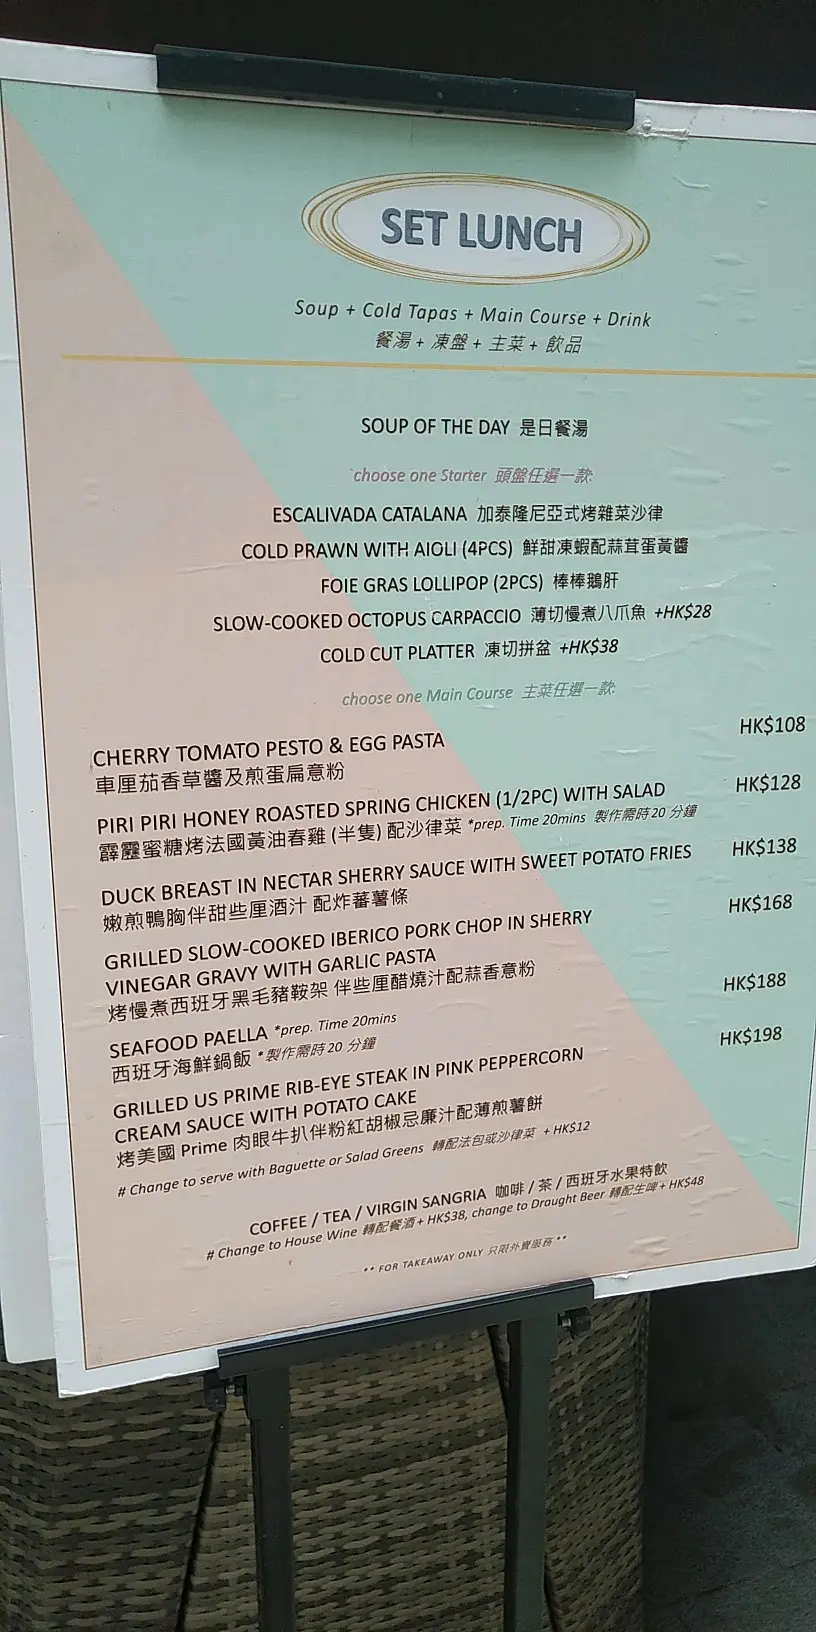 SET LUNCH
Soup + Cold Tapas + Main Course + Drink
餐湯 + 凍盤 + 主菜 + 飲品
SOUP OF THE DAY 是日餐湯
choose one Starter 頭盤任選一款:
ESCALIVADA CATALANA 加泰隆尼亞式烤雜菜沙律
COLD PRAWN WITH AIOLI (4PCS) 鮮甜凍蝦配蒜茸蛋黃醬
FOIE GRAS LOLLIPOP (2PCS) 棒棒鵝肝
SLOW-COOKED OCTOPUS CARPACCIO 薄切慢煮八爪魚 +HK$28
COLD CUT PLATTER 凍切拼盆 +HK$38
choose one Main Course 主菜任選一款:
CHERRY TOMATO PESTO & EGG PASTA HK$108
車厘茄香草醬及煎蛋扁意粉
PIRI PIRI HONEY ROASTED SPRING CHICKEN (1/2PC) WITH SALAD HK$128
霹靂蜜糖烤法國黃油春雞 (半隻) 配沙律菜 *prep. Time 20mins 製作需時 20 分鐘
DUCK BREAST IN NECTAR SHERRY SAUCE WITH SWEET POTATO FRIES HK$138
嫩煎鴨胸伴甜些厘酒汁 配炸蕃薯條
GRILLED SLOW-COOKED IBERICO PORK CHOP IN SHERRY HK$168
VINEGAR GRAVY WITH GARLIC PASTA
烤慢煮西班牙黑毛豬鞍架 伴些厘醋燒汁配蒜香意粉
SEAFOOD PAELLA *prep. Time 20mins HK$188
西班牙海鮮鍋飯 *製作需時 20 分鐘
GRILLED US PRIME RIB-EYE STEAK IN PINK PEPPERCORN HK$198
CREAM SAUCE WITH POTATO CAKE
烤美國 Prime 肉眼牛扒伴粉紅胡椒忌廉汁配薄煎薯餅
# Change to serve with Baguette or Salad Greens 轉配法包或沙律菜 + HK$12
COFFEE / TEA / VIRGIN SANGRIA 咖啡 / 茶 / 西班牙水果特飲
# Change to House Wine 轉配餐酒 + HK$38, change to Draught Beer 轉配生啤 + HK$48
** FOR TAKEAWAY ONLY 只限外賣服務 **